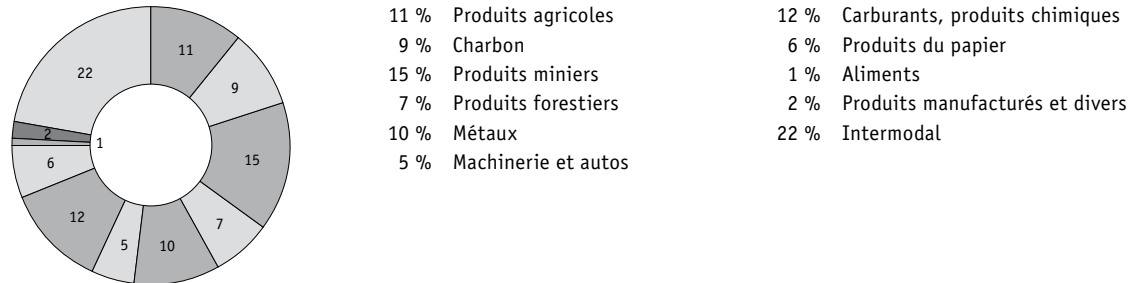 11
9
15
7
10
5
12
6
1
2
22
11 % Produits agricoles
9 % Charbon
15 % Produits miniers
7 % Produits forestiers
10 % Métaux
5 % Machinerie et autos
12 % Carburants, produits chimiques
6 % Produits du papier
1 % Aliments
2 % Produits manufacturés et divers
22 % Intermodal